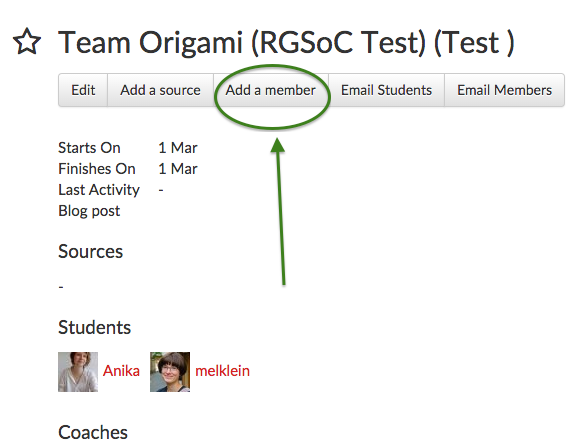 Team Origami (RGSoC Test) (Test )
Edit Add a source Add a member Email Students Email Members
Starts On 1 Mar
Finishes On 1 Mar
Last Activity -
Blog post
Sources
-
Students
Anika melklein
Coaches